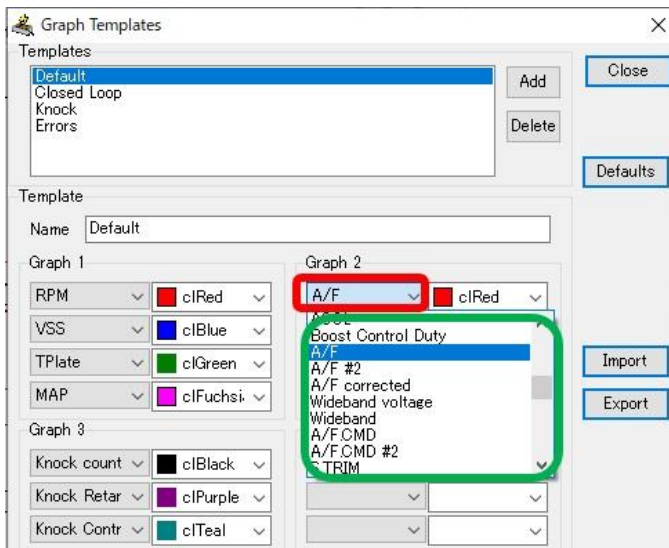 Graph Templates
Templates
Default
Closed Loop
Knock
Errors
Add
Delete
Close
Defaults
Template
Name Default
Graph 1
RPM clRed
VSS clBlue
TPlate clGreen
MAP clFuchsi
Graph 2
A/F clRed
Boost Control Duty
A/F
A/F #2
A/F corrected
Wideband voltage
Wideband
A/F.CMD
A/F.CMD #2
S.TRIM
Import
Export
Graph 3
Knock count clBlack
Knock Retar clPurple
Knock Contr clTeal